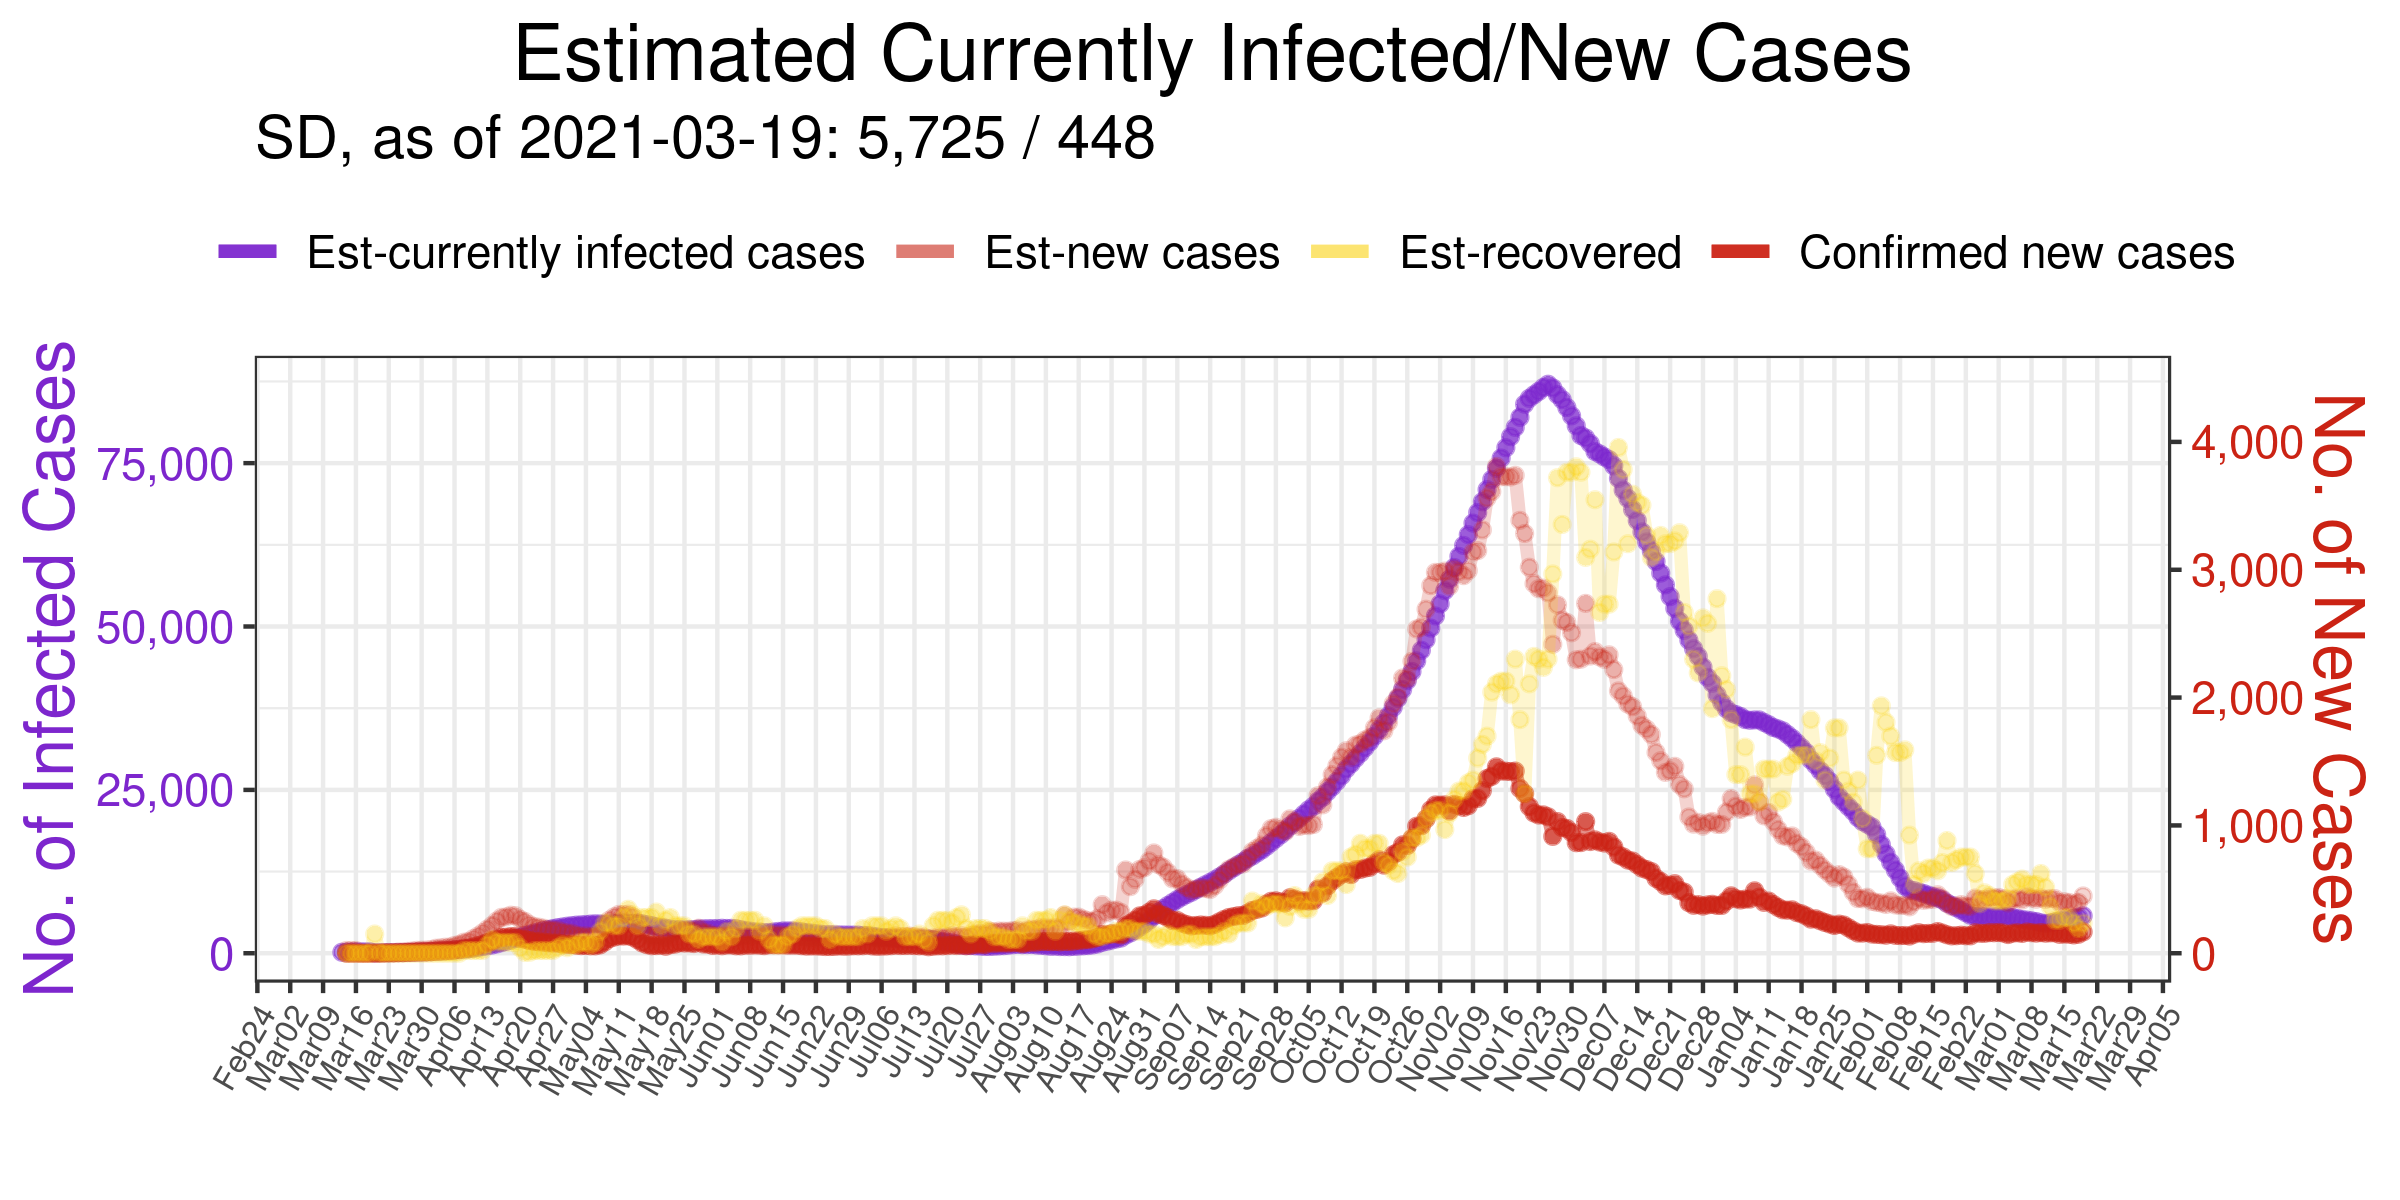 Estimated Currently Infected/New Cases
SD, as of 2021-03-19: 5,725 / 448
Est-currently infected cases Est-new cases Est-recovered Confirmed new cases
No. of Infected Cases
75,000
50,000
25,000
0
4,000
3,000
2,000
1,000
0
No. of New Cases
Feb24 Mar02 Mar09 Mar16 Mar23 Mar30 Apr06 Apr13 Apr20 Apr27 May04 May11 May18 May25 Jun01 Jun08 Jun15 Jun22 Jun29 Jul06 Jul13 Jul20 Jul27 Aug03 Aug10 Aug17 Aug24 Aug31 Sep07 Sep14 Sep21 Sep28 Oct05 Oct12 Oct19 Oct26 Nov02 Nov09 Nov16 Nov23 Nov30 Dec07 Dec14 Dec21 Dec28 Jan04 Jan11 Jan18 Jan25 Feb01 Feb08 Feb15 Feb22 Mar01 Mar08 Mar15 Mar22 Mar29 Apr05